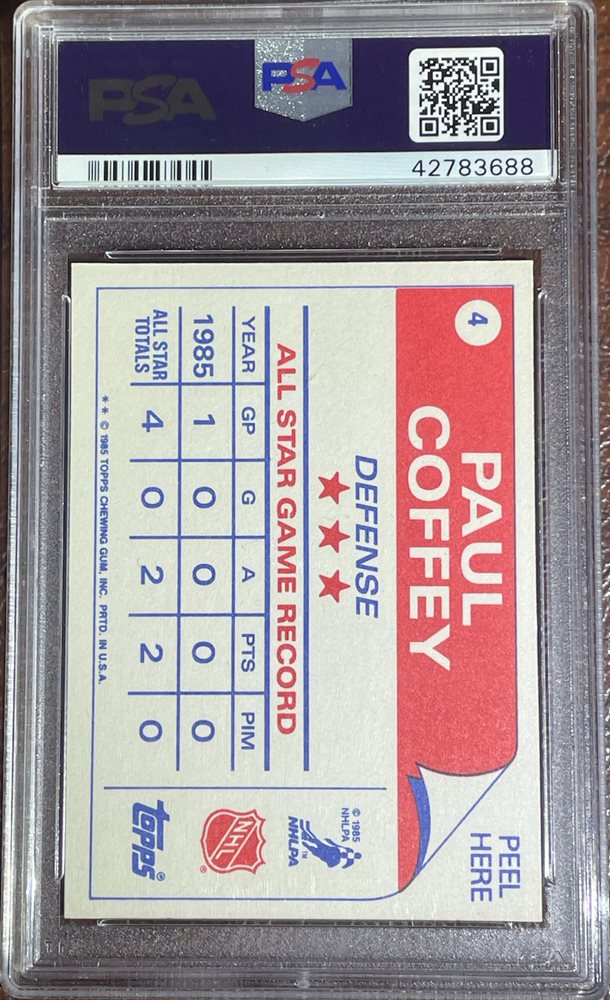 PSA
PSA
42783688
4
PAUL
COFFEY
PEEL
HERE
DEFENSE
ALL STAR GAME RECORD
YEAR GP G A PTS PIM
1985 1 0 0 0 0
ALL STAR
TOTALS 4 0 2 2 0
© 1985
NHLPA
NHLPA™
NHL®
topps®
** © 1985 TOPPS CHEWING GUM, INC. PRTD. IN U.S.A.